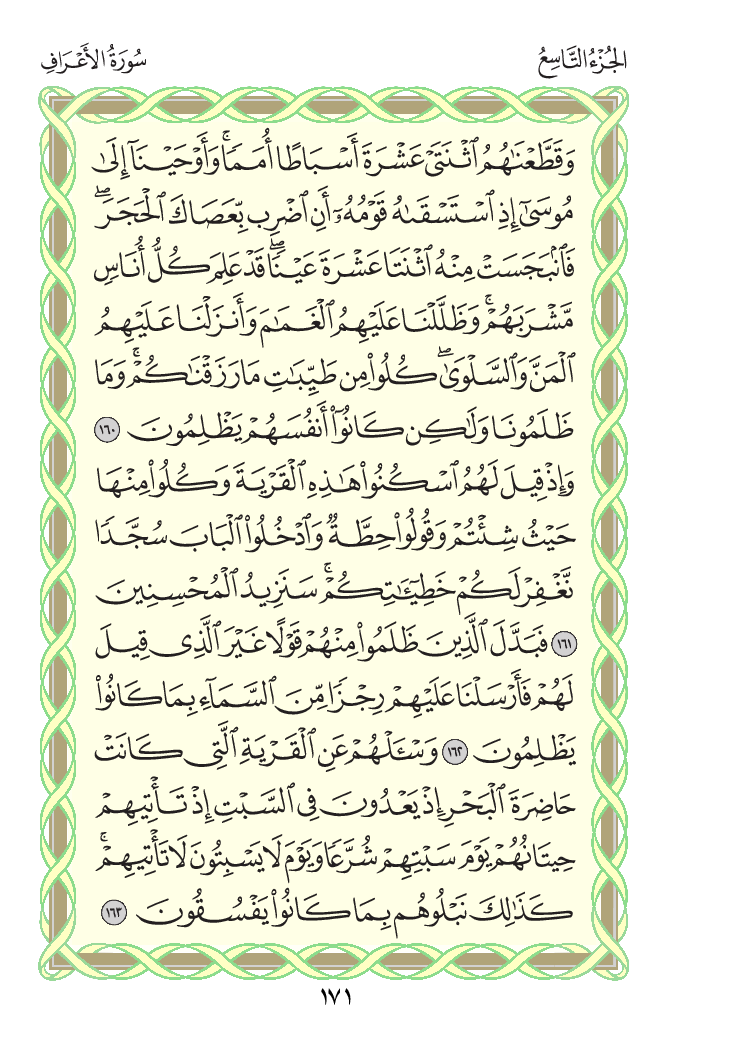 الجُزْءُ التَّاسِعُ
سُورَةُ الأَعْرَافِ
وَقَطَّعْنَٰهُمُ ٱثْنَتَىْ عَشْرَةَ أَسْبَاطًا أُمَمًاۚ وَأَوْحَيْنَآ إِلَىٰ
مُوسَىٰٓ إِذِ ٱسْتَسْقَىٰهُ قَوْمُهُۥٓ أَنِ ٱضْرِب بِّعَصَاكَ ٱلْحَجَرَۖ
فَٱنۢبَجَسَتْ مِنْهُ ٱثْنَتَا عَشْرَةَ عَيْنًاۖ قَدْ عَلِمَ كُلُّ أُنَاسٍ
مَّشْرَبَهُمْۚ وَظَلَّلْنَا عَلَيْهِمُ ٱلْغَمَٰمَ وَأَنزَلْنَا عَلَيْهِمُ
ٱلْمَنَّ وَٱلسَّلْوَىٰۖ كُلُوا۟ مِن طَيِّبَٰتِ مَا رَزَقْنَٰكُمْۚ وَمَا
ظَلَمُونَا وَلَٰكِن كَانُوٓا۟ أَنفُسَهُمْ يَظْلِمُونَ ١٦٠
وَإِذْ قِيلَ لَهُمُ ٱسْكُنُوا۟ هَٰذِهِ ٱلْقَرْيَةَ وَكُلُوا۟ مِنْهَا
حَيْثُ شِئْتُمْ وَقُولُوا۟ حِطَّةٌ وَٱدْخُلُوا۟ ٱلْبَابَ سُجَّدًا
نَّغْفِرْ لَكُمْ خَطِيٓـَٰٔتِكُمْۚ سَنَزِيدُ ٱلْمُحْسِنِينَ
١٦١ فَبَدَّلَ ٱلَّذِينَ ظَلَمُوا۟ مِنْهُمْ قَوْلًا غَيْرَ ٱلَّذِى قِيلَ
لَهُمْ فَأَرْسَلْنَا عَلَيْهِمْ رِجْزًا مِّنَ ٱلسَّمَآءِ بِمَا كَانُوا۟
يَظْلِمُونَ ١٦٢ وَسْـَٔلْهُمْ عَنِ ٱلْقَرْيَةِ ٱلَّتِى كَانَتْ
حَاضِرَةَ ٱلْبَحْرِ إِذْ يَعْدُونَ فِى ٱلسَّبْتِ إِذْ تَأْتِيهِمْ
حِيتَانُهُمْ يَوْمَ سَبْتِهِمْ شُرَّعًا وَيَوْمَ لَا يَسْبِتُونَ لَا تَأْتِيهِمْۚ
كَذَٰلِكَ نَبْلُوهُم بِمَا كَانُوا۟ يَفْسُقُونَ ١٦٣
١٧١